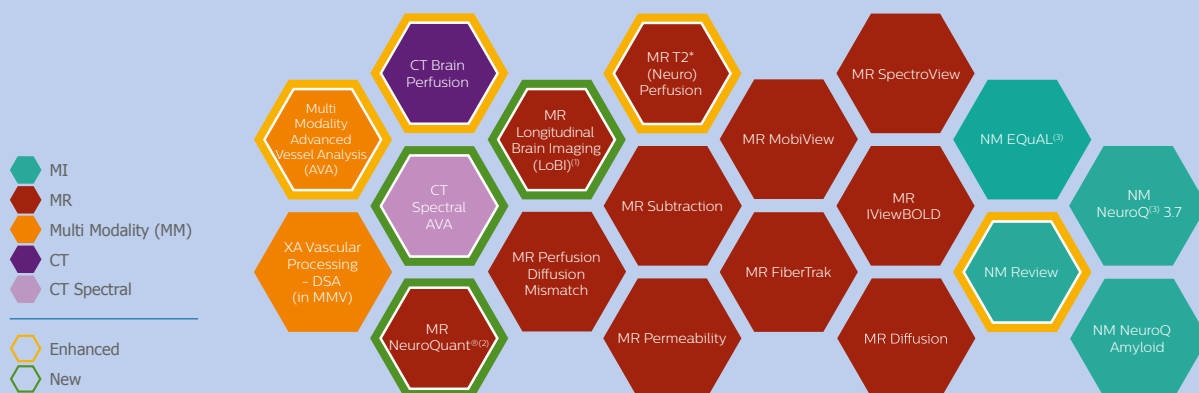 MI
MR
Multi Modality (MM)
CT
CT Spectral
Enhanced
New
Multi
Modality
Advanced
Vessel Analysis
(AVA)
XA Vascular
Processing
- DSA
(in MMV)
CT Brain
Perfusion
CT
Spectral
AVA
MR
NeuroQuant®(2)
MR
Longitudinal
Brain Imaging
(LoBI)(1)
MR Perfusion
Diffusion
Mismatch
MR T2*
(Neuro)
Perfusion
MR Subtraction
MR Permeability
MR MobiView
MR FiberTrak
MR SpectroView
MR
IViewBOLD
MR Diffusion
NM EQuAL(3)
NM Review
NM
NeuroQ(3) 3.7
NM NeuroQ
Amyloid